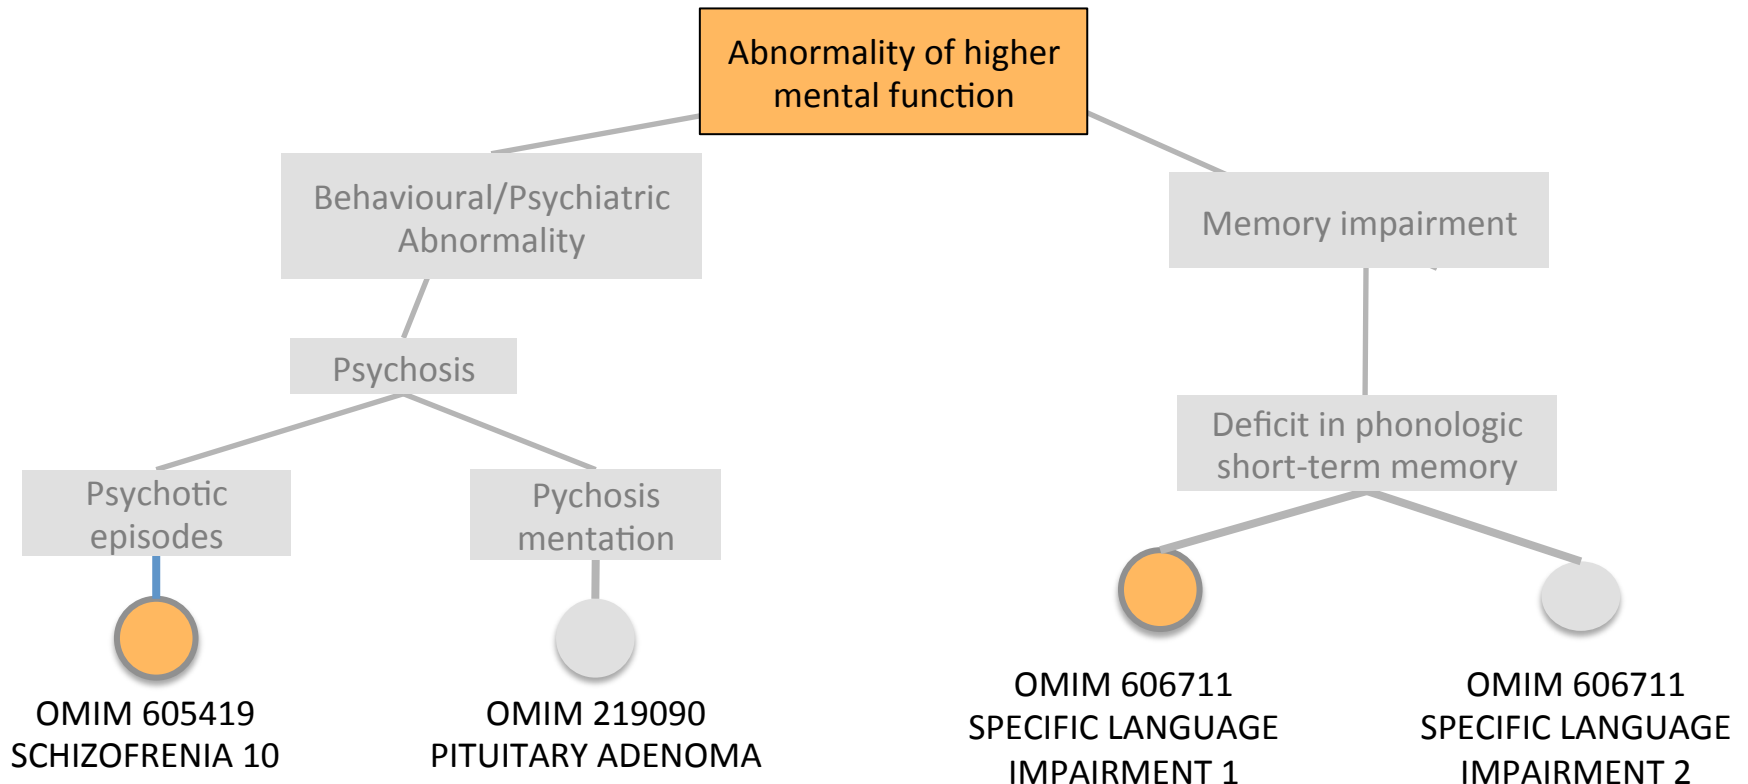 Abnormality of higher
mental function
Behavioural/Psychiatric
Abnormality
Memory impairment
Psychosis
Deficit in phonologic
short-term memory
Psychotic
episodes
Pychosis
mentation
OMIM 605419
SCHIZOFRENIA 10
OMIM 219090
PITUITARY ADENOMA
OMIM 606711
SPECIFIC LANGUAGE
IMPAIRMENT 1
OMIM 606711
SPECIFIC LANGUAGE
IMPAIRMENT 2